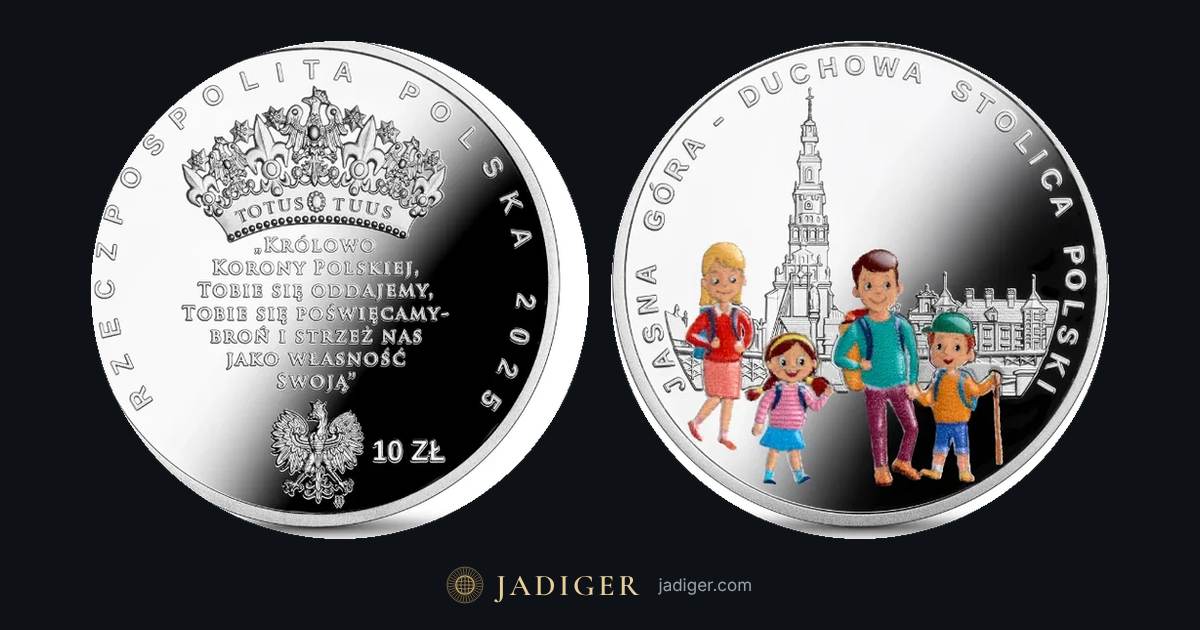 RZECZPOSPOLITA POLSKA 2025
TOTUS TUUS
„KRÓLOWO
KORONY POLSKIEJ,
TOBIE SIĘ ODDAJEMY,
TOBIE SIĘ POŚWIĘCAMY-
BROŃ I STRZEŻ NAS
JAKO WŁASNOŚĆ
SWOJĄ”
10 ZŁ
JASNA GÓRA - DUCHOWA STOLICA POLSKI
JADIGER jadiger.com